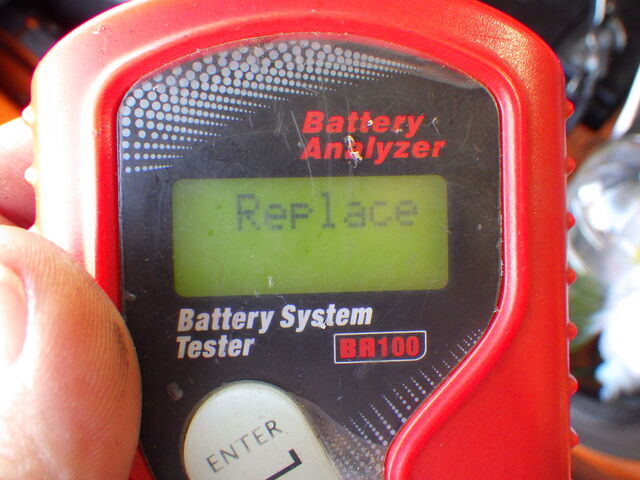 Battery
Analyzer
Replace
Battery System
Tester
BA100
ENTER